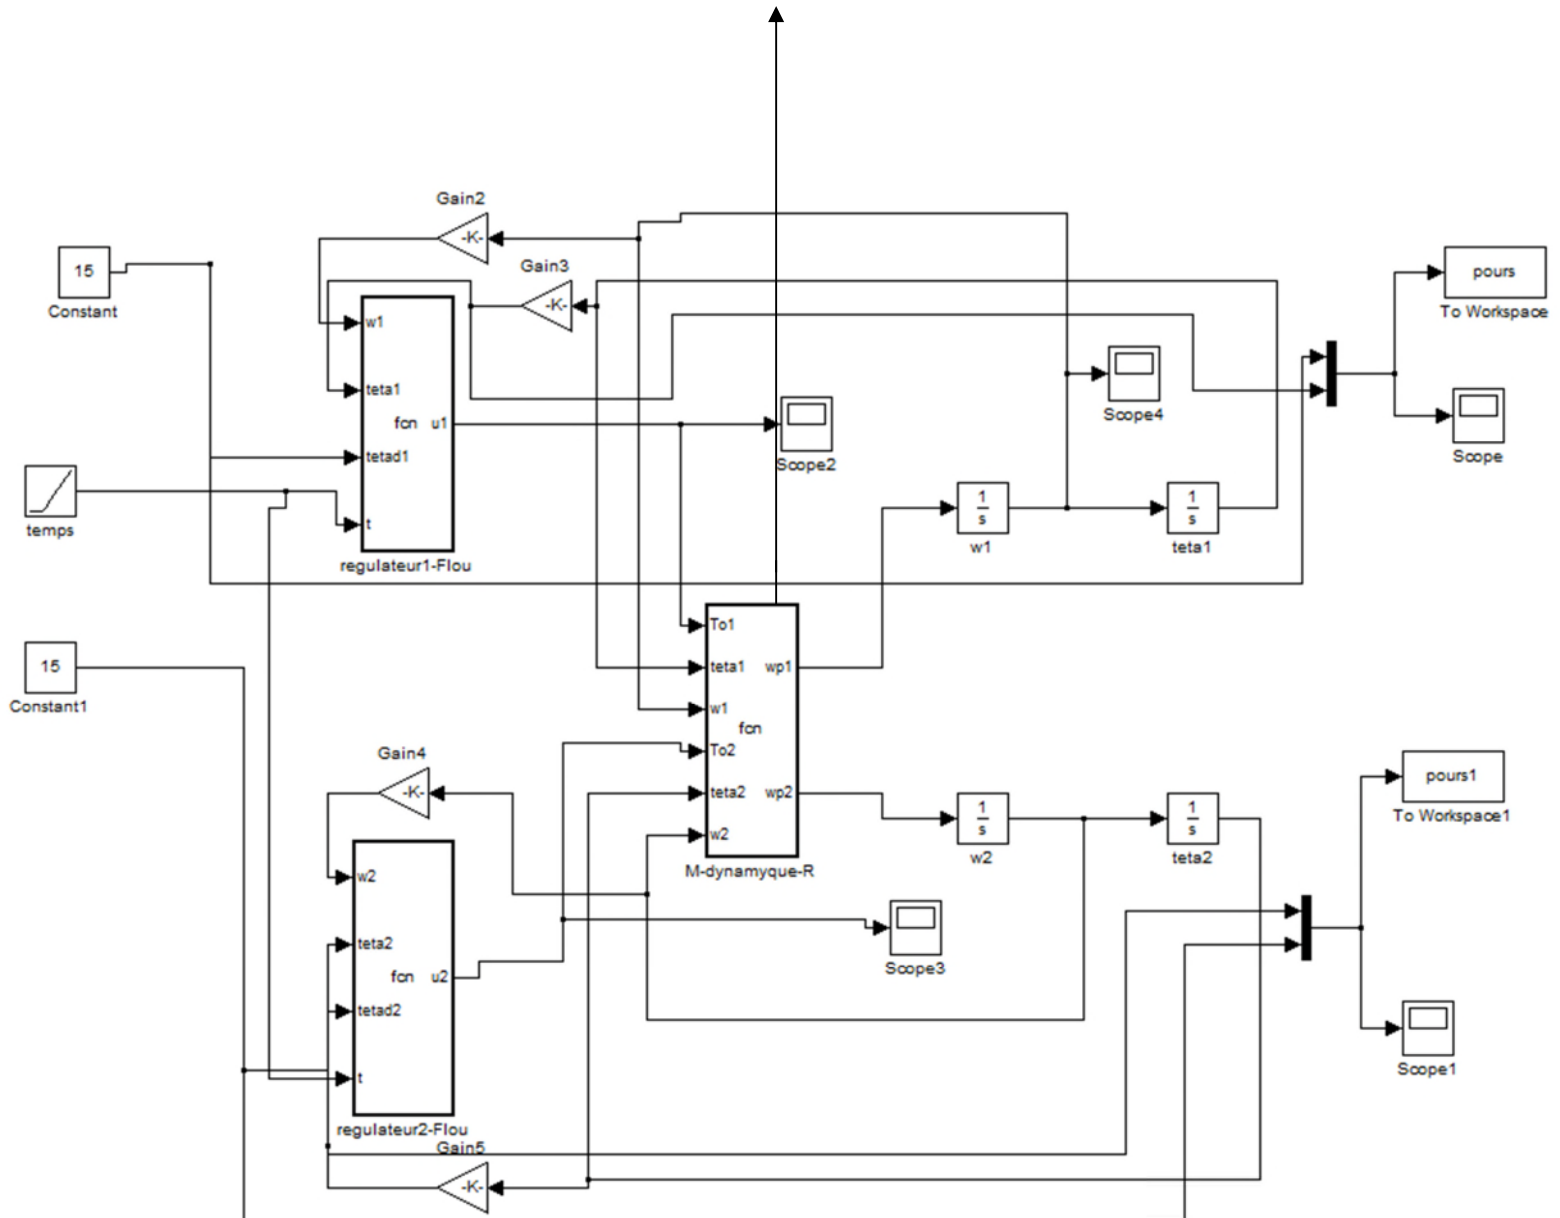 Gain2
-K-
15
Constant
Gain3
-K-
pours
To Workspace
w1
teta1
fcn u1
tetad1
t
regulateur1-Flou
Scope2
Scope4
Scope
temps
1
s
w1
1
s
teta1
15
Constant1
To1
teta1 wp1
w1
fcn
To2
teta2 wp2
w2
M-dynamyque-R
Gain4
-K-
1
s
w2
1
s
teta2
pours1
To Workspace1
w2
teta2
fcn u2
tetad2
t
regulateur2-Flou
Scope3
Scope1
Gain5
-K-